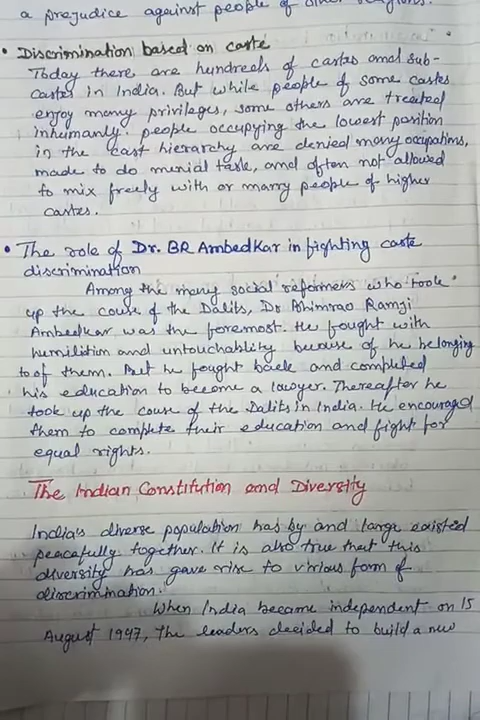 a prejudice against people of other religions.
• Discrimination based on caste
Today there are hundreds of castes and sub-
castes in India. But while people of some castes
enjoy many privileges, some others are treated
inhumanly. people occupying the lowest position
in the cast hierarchy are denied many occupations,
made to do menial task, and often not allowed
to mix freely with or marry people of higher
castes.
• The role of Dr. BR Ambedkar in fighting caste
discrimination
Among the many social reformers who took
up the couse of the Dalits, Dr Bhimrao Ramji
Ambedkar was the foremost. He fought with
humilition and untouchablity because of he belonging
to of them. But he fought back and completed
his education to become a lawyer. Thereafter he
took up the couse of the Dalits in India. He encouraged
them to complete their education and fight for
equal rights.
The Indian Constitution and Diversity
India's diverse population has by and large existed
peacefully together. It is also true that this
diversity has gave rise to virious form of
discrimination.
When India became independent on 15
August 1947, The leaders decided to build a new